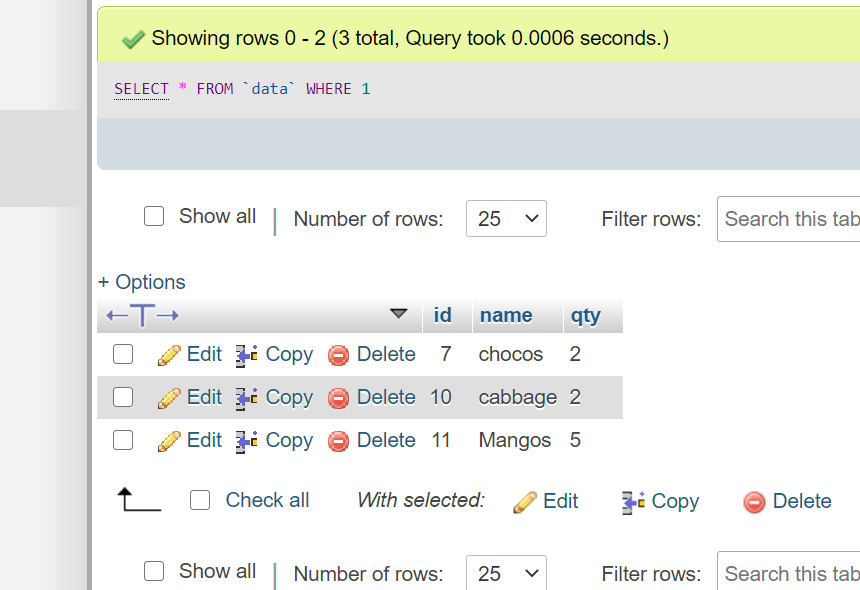 Showing rows 0 - 2 (3 total, Query took 0.0006 seconds.)
SELECT * FROM `data` WHERE 1
Show all Number of rows: 25 Filter rows: Search this tab
+ Options
id name qty
Edit Copy Delete 7 chocos 2
Edit Copy Delete 10 cabbage 2
Edit Copy Delete 11 Mangos 5
Check all With selected: Edit Copy Delete
Show all Number of rows: 25 Filter rows: Search this tab